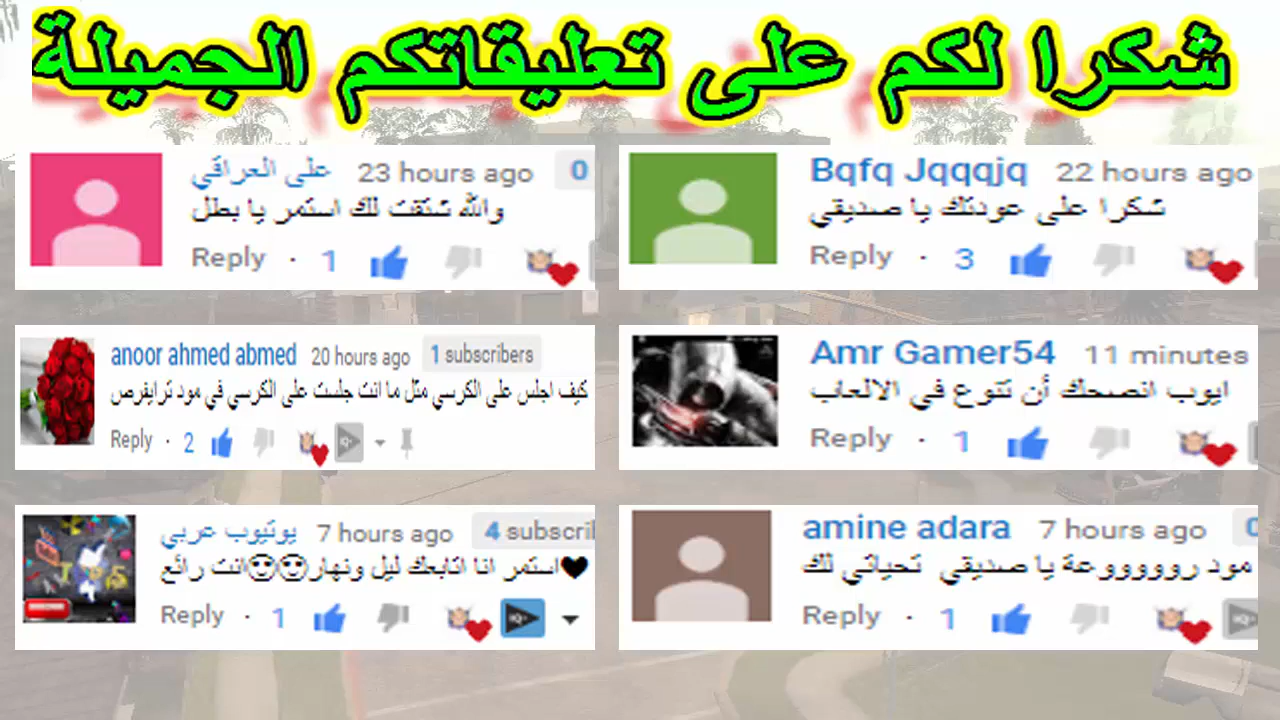 شكرا لكم على تعليقاتكم الجميلة
على العراقي 23 hours ago 0
والله شتقت لك استمر يا بطل
Reply · 1
Bqfq Jqqqjq 22 hours ago
شكرا على عودتك يا صديقي
Reply · 3
anoor ahmed abmed 20 hours ago 1 subscribers
كيف اجلس على الكرسي مثل ما انت جلست على الكرسي في مود ترايفرص
Reply · 2
Amr Gamer54 11 minutes
ايوب انصحك أن تتوع في الالعاب
Reply · 1
يوتيوب عربي 7 hours ago 4 subscri
استمر انا اتابعك ليل ونهار انت رائع
Reply · 1
amine adara 7 hours ago 0
مود رووووووعة يا صديقي تحياتي لك
Reply · 1